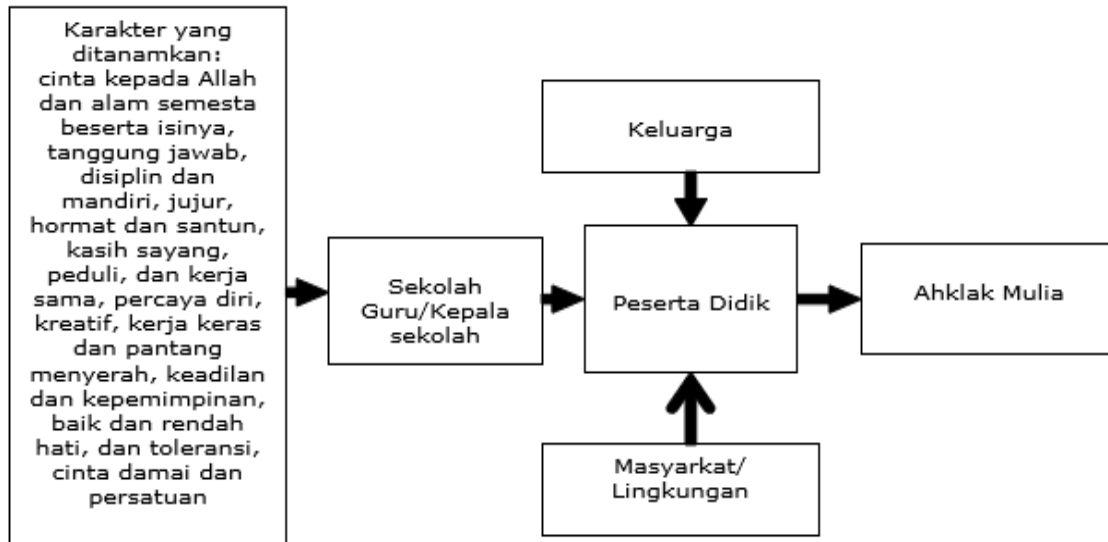 Karakter yang
ditanamkan:
cinta kepada Allah
dan alam semesta
beserta isinya,
tanggung jawab,
disiplin dan
mandiri, jujur,
hormat dan santun,
kasih sayang,
peduli, dan kerja
sama, percaya diri,
kreatif, kerja keras
dan pantang
menyerah, keadilan
dan kepemimpinan,
baik dan rendah
hati, dan toleransi,
cinta damai dan
persatuan
Sekolah
Guru/Kepala
sekolah
Keluarga
Peserta Didik
Masyarkat/
Lingkungan
Ahklak Mulia